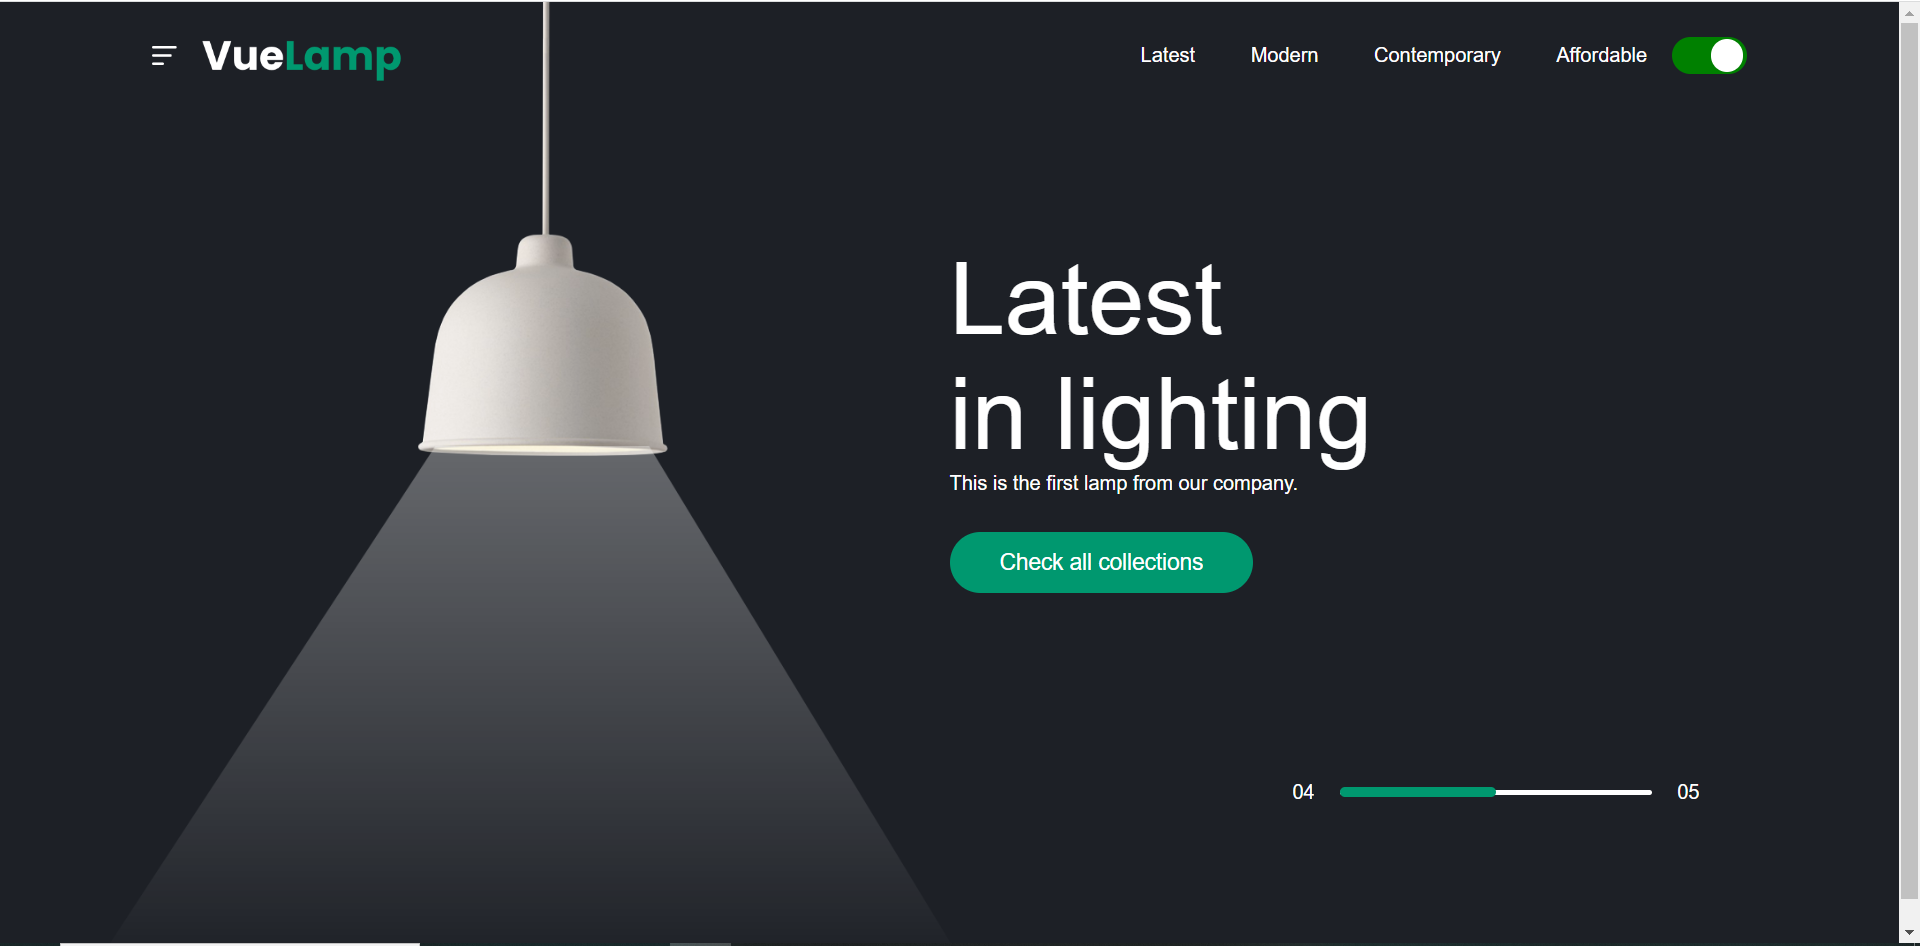 VueLamp
Latest Modern Contemporary Affordable
Latest
in lighting
This is the first lamp from our company.
Check all collections
04 05